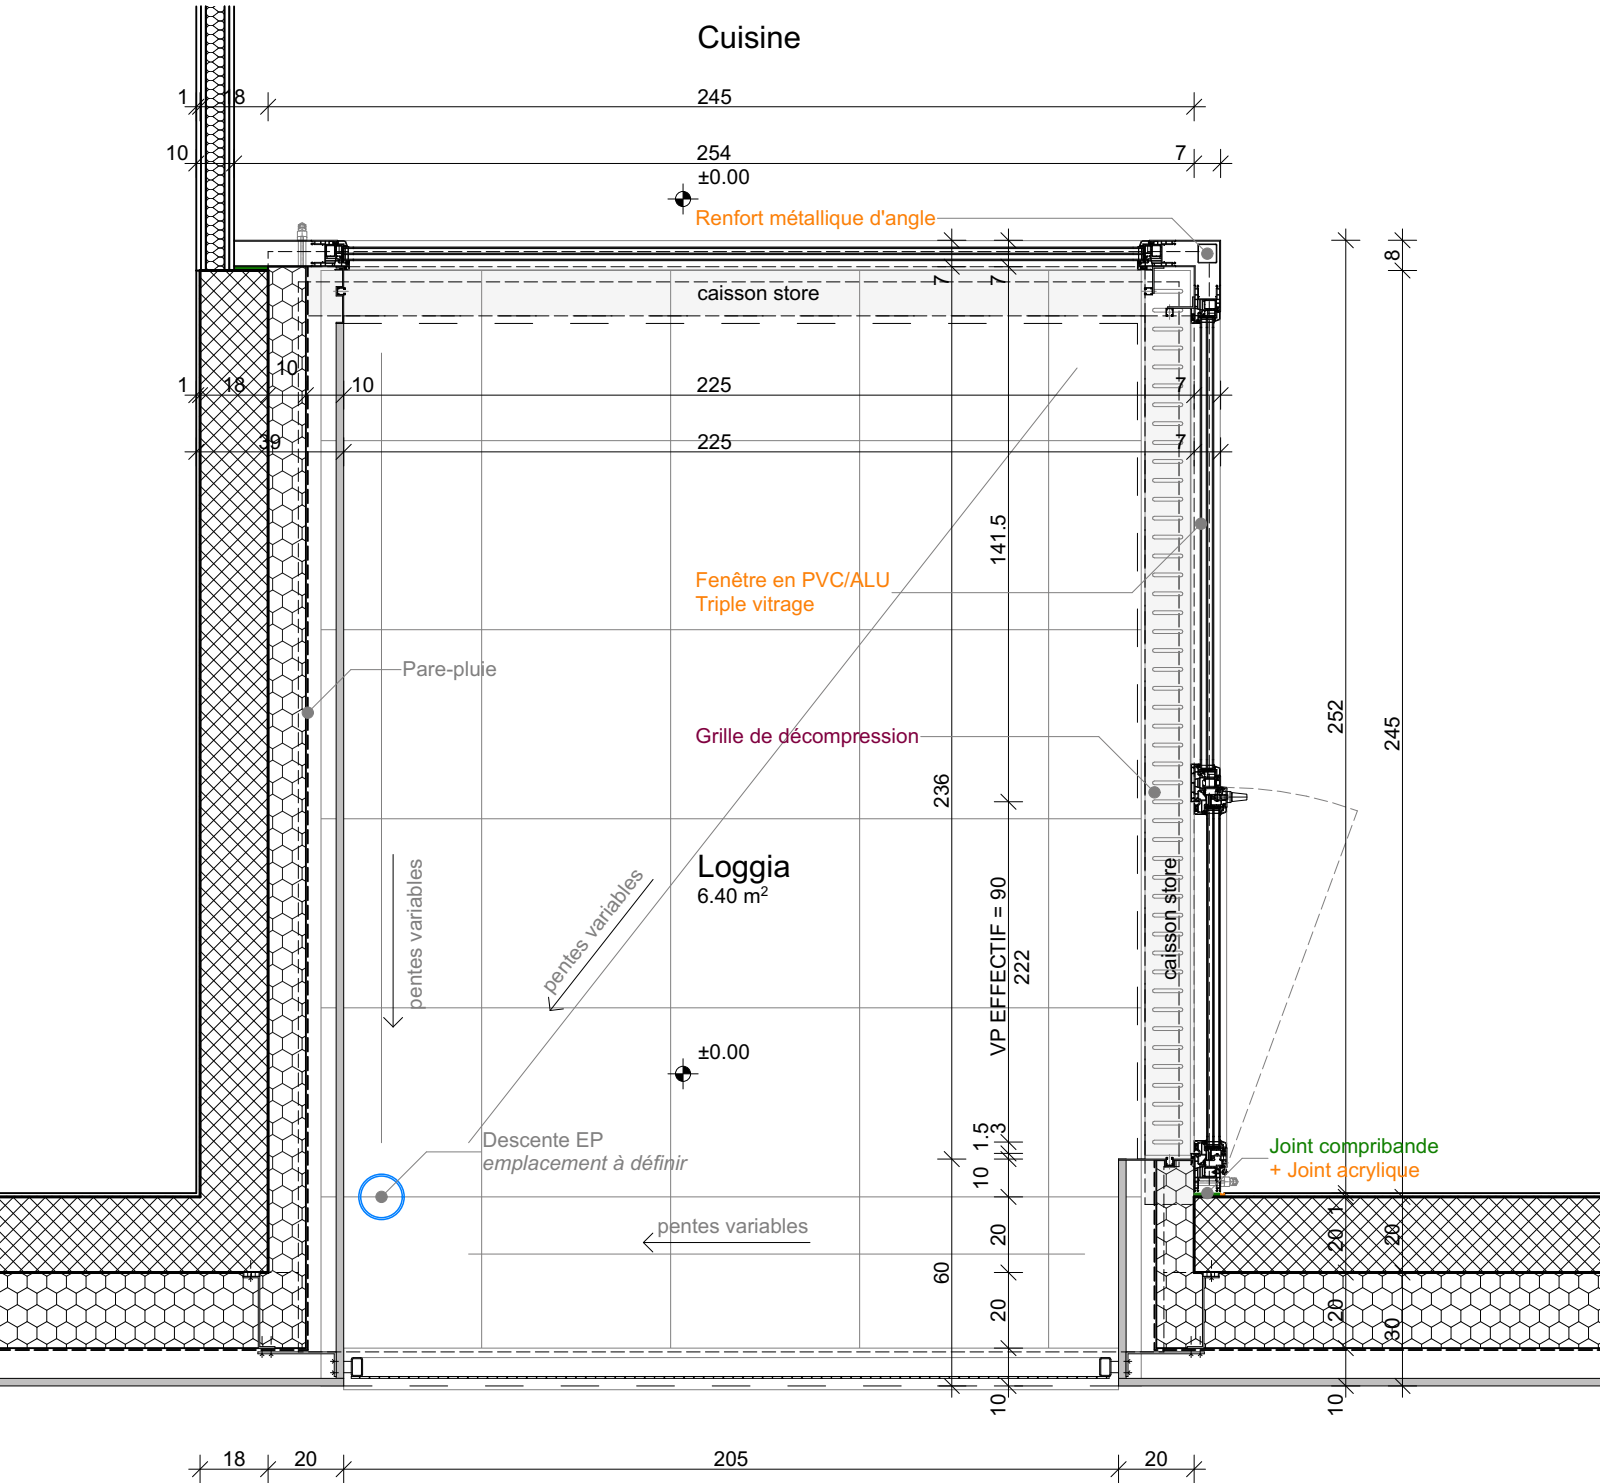 Cuisine
1 18 245
10 254 7
±0.00
Renfort métallique d'angle
7 7 8
caisson store
1 18 10 10 225 7
39 225 7
141.5
Fenêtre en PVC/ALU
Triple vitrage
Pare-pluie
252
245
Grille de décompression
236
Loggia
6.40 m²
pentes variables
pentes variables
VP EFFECTIF = 90
222
caisson store
±0.00
Descente EP
emplacement à définir
1.5
3
10
Joint compribande
+ Joint acrylique
pentes variables
1
20 20 20
60
20 20 30
10 10
18 20 205 20